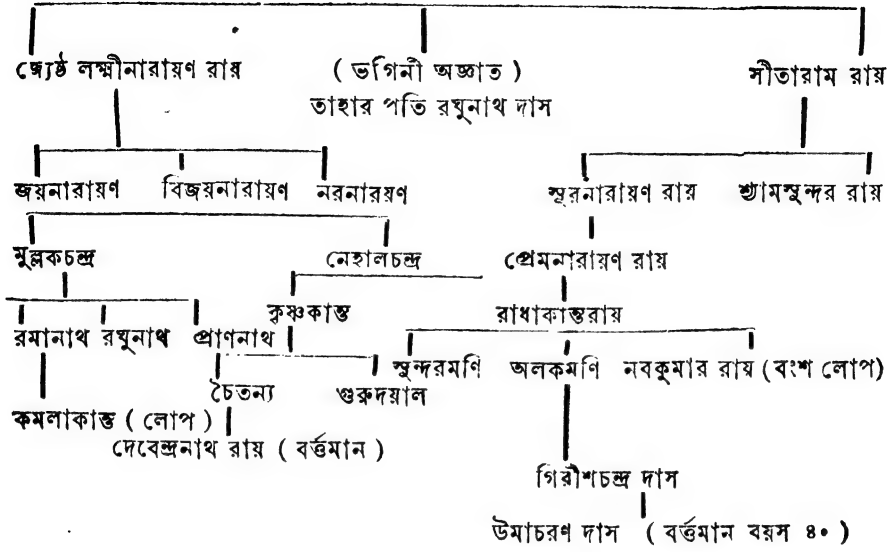 জ্যেষ্ঠ লক্ষ্মীনারায়ণ রায় ( ভগিনী অজ্ঞাত ) সীতারাম রায়
তাহার পতি রঘুনাথ দাস
জয়নারায়ণ বিজয়নারায়ণ নরনারায়ণ সূরনারায়ণ রায় শ্যামসুন্দর রায়
মুল্লকচন্দ্র নেহালচন্দ্র প্রেমনারায়ণ রায়
কৃষ্ণকান্ত রাধাকান্তরায়
রমানাথ রঘুনাথ প্রাণনাথ
সুন্দরমণি অলকমণি নবকুমার রায় (বংশ লোপ)
চৈতন্য গুরুদয়াল
কমলাকান্ত ( লোপ )
দেবেন্দ্রনাথ রায় ( বর্ত্তমান )
গিরীশচন্দ্র দাস
উমাচরণ দাস ( বর্ত্তমান বয়স ৪০ )